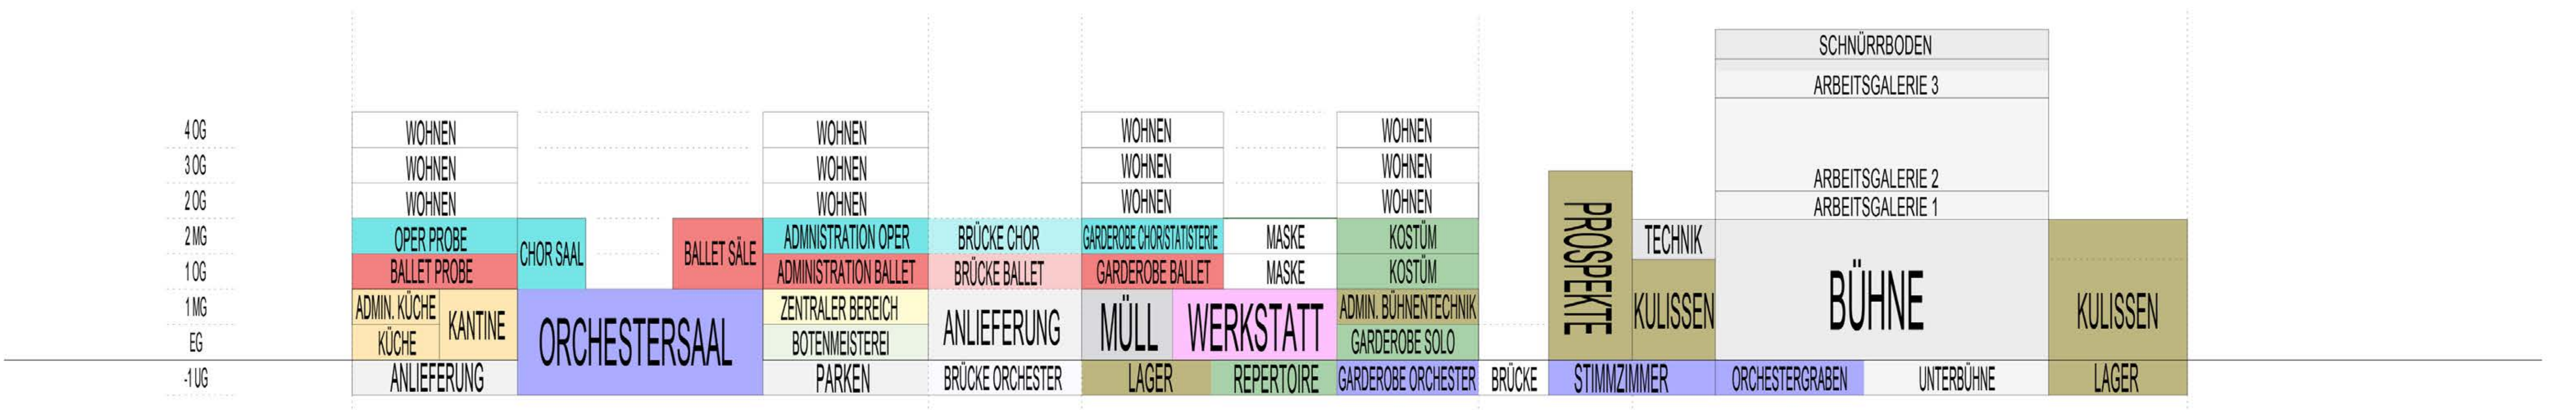 SCHNÜRRBODEN
ARBEITSGALERIE 3
4 OG WOHNEN WOHNEN WOHNEN WOHNEN
3 OG WOHNEN WOHNEN WOHNEN WOHNEN ARBEITSGALERIE 2
2 OG WOHNEN WOHNEN WOHNEN WOHNEN ARBEITSGALERIE 1
2 MG OPER PROBE ADMNISTRATION OPER BRÜCKE CHOR GARDEROBE CHOR/STATISTERIE MASKE KOSTÜM TECHNIK
CHOR SAAL BALLET SÄLE PROSPEKTE
1 OG BALLET PROBE ADMINISTRATION BALLET BRÜCKE BALLET GARDEROBE BALLET MASKE KOSTÜM BÜHNE
1 MG ADMIN. KÜCHE ZENTRALER BEREICH ADMIN. BÜHNENTECHNIK KULISSEN KULISSEN
KANTINE ORCHESTERSAAL ANLIEFERUNG MÜLL WERKSTATT
EG KÜCHE BOTENMEISTEREI GARDEROBE SOLO
-1 UG ANLIEFERUNG PARKEN BRÜCKE ORCHESTER LAGER REPERTOIRE GARDEROBE ORCHESTER BRÜCKE STIMMZIMMER ORCHESTERGRABEN UNTERBÜHNE LAGER